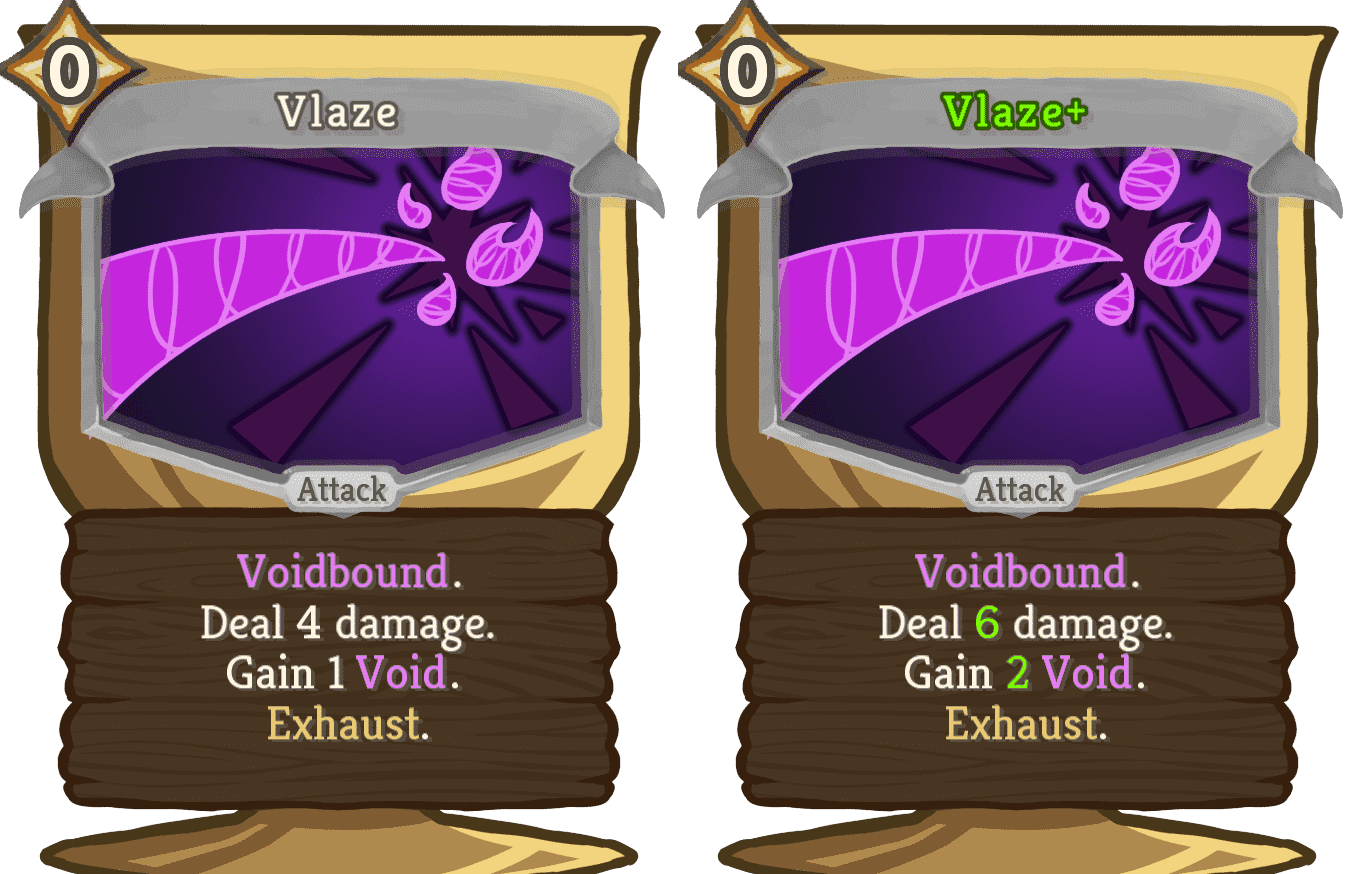 0
Vlaze
Attack
Voidbound.
Deal 4 damage.
Gain 1 Void.
Exhaust.
0
Vlaze+
Attack
Voidbound.
Deal 6 damage.
Gain 2 Void.
Exhaust.